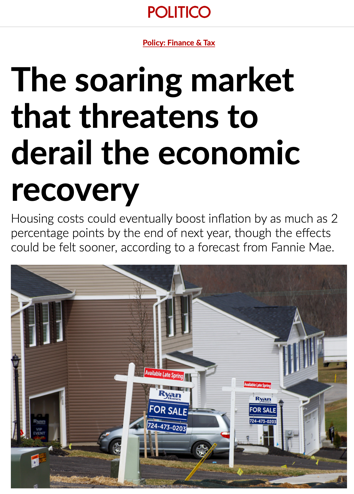 POLITICO
Policy: Finance & Tax
The soaring market
that threatens to
derail the economic
recovery
Housing costs could eventually boost inflation by as much as 2
percentage points by the end of next year, though the effects
could be felt sooner, according to a forecast from Fannie Mae.
Available Late Spring
Ryan
FOR SALE
724-473-0203
Available Late Spring
Ryan
FOR SALE
724-473-0203